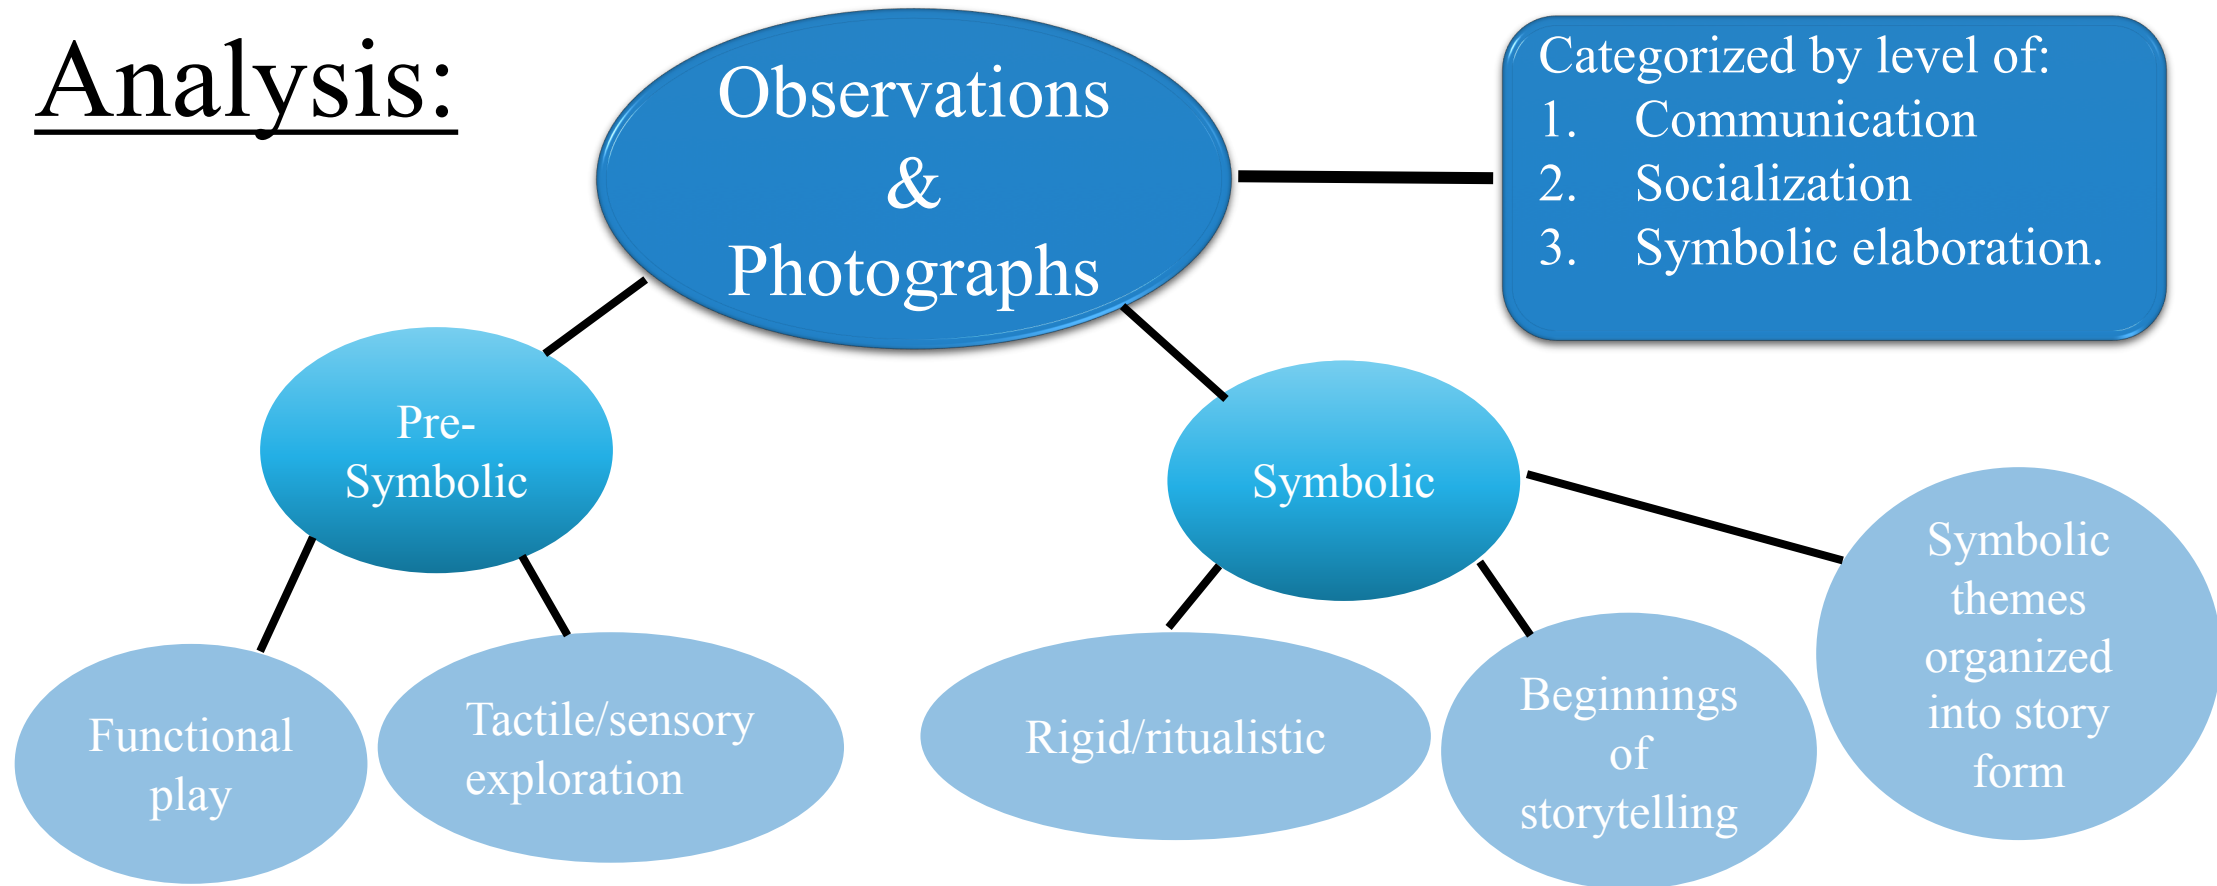 Analysis:
Observations
&
Photographs
Categorized by level of:
1. Communication
2. Socialization
3. Symbolic elaboration.
Pre-
Symbolic
Symbolic
Functional
play
Tactile/sensory
exploration
Rigid/ritualistic
Beginnings
of
storytelling
Symbolic
themes
organized
into story
form